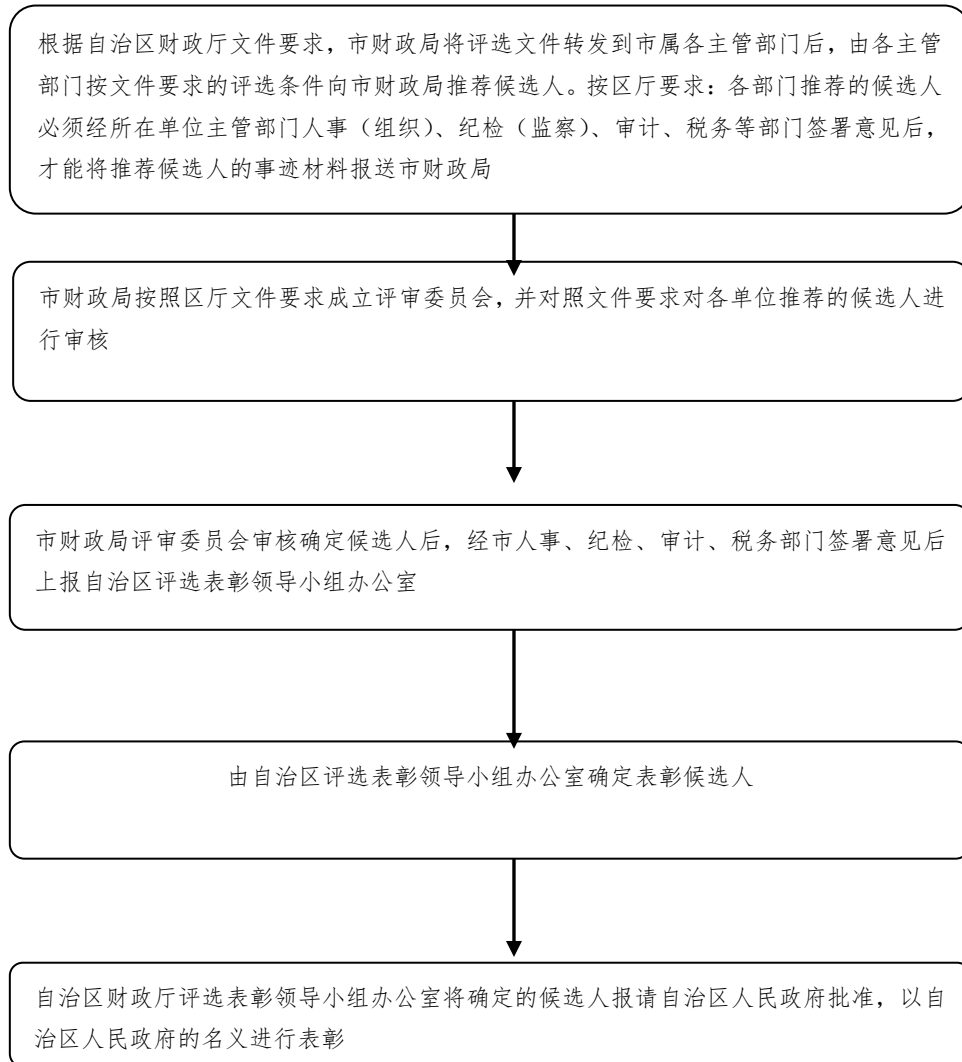 根据自治区财政厅文件要求，市财政局将评选文件转发到市属各主管部门后，由各主管
部门按文件要求的评选条件向市财政局推荐候选人。按区厅要求：各部门推荐的候选人
必须经所在单位主管部门人事（组织）、纪检（监察）、审计、税务等部门签署意见后，
才能将推荐候选人的事迹材料报送市财政局
市财政局按照区厅文件要求成立评审委员会，并对照文件要求对各单位推荐的候选人进
行审核
市财政局评审委员会审核确定候选人后，经市人事、纪检、审计、税务部门签署意见后
上报自治区评选表彰领导小组办公室
由自治区评选表彰领导小组办公室确定表彰候选人
自治区财政厅评选表彰领导小组办公室将确定的候选人报请自治区人民政府批准，以自
治区人民政府的名义进行表彰